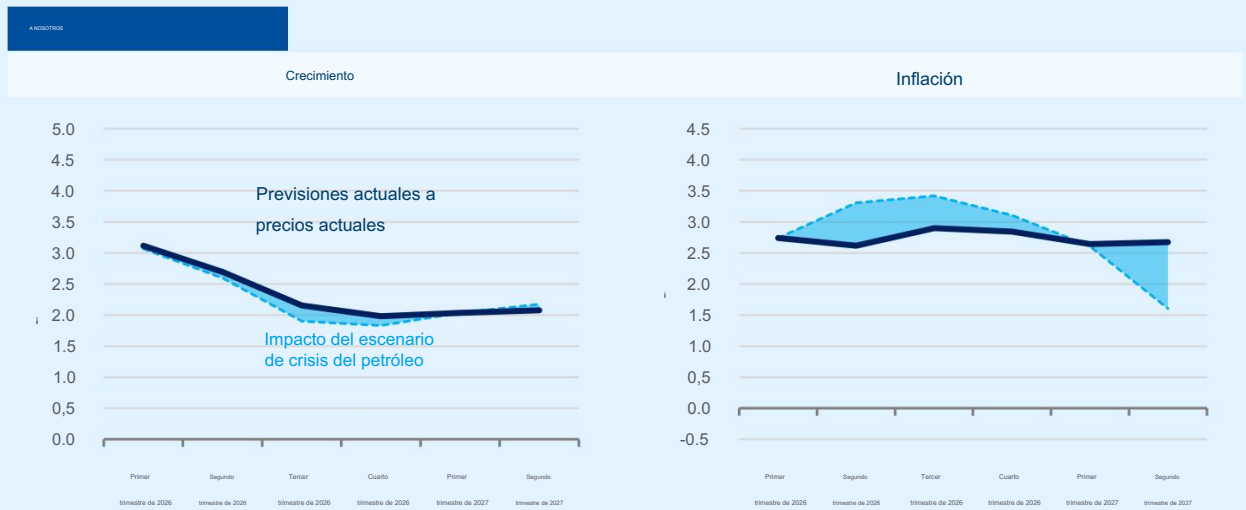 A NOSOTROS
Crecimiento
Inflación
5.0
4.5
4.0
3.5
3.0
2.5
2.0
1.5
1.0
0,5
0.0
Previsiones actuales a
precios actuales
Impacto del escenario
de crisis del petróleo
Primer Segundo Tercer Cuarto Primer Segundo
trimestre de 2026 trimestre de 2026 trimestre de 2026 trimestre de 2026 trimestre de 2027 trimestre de 2027
4.5
4.0
3.5
3.0
2.5
2.0
1.5
1.0
0,5
0.0
-0.5
Primer Segundo Tercer Cuarto Primer Segundo
trimestre de 2026 trimestre de 2026 trimestre de 2026 trimestre de 2026 trimestre de 2027 trimestre de 2027